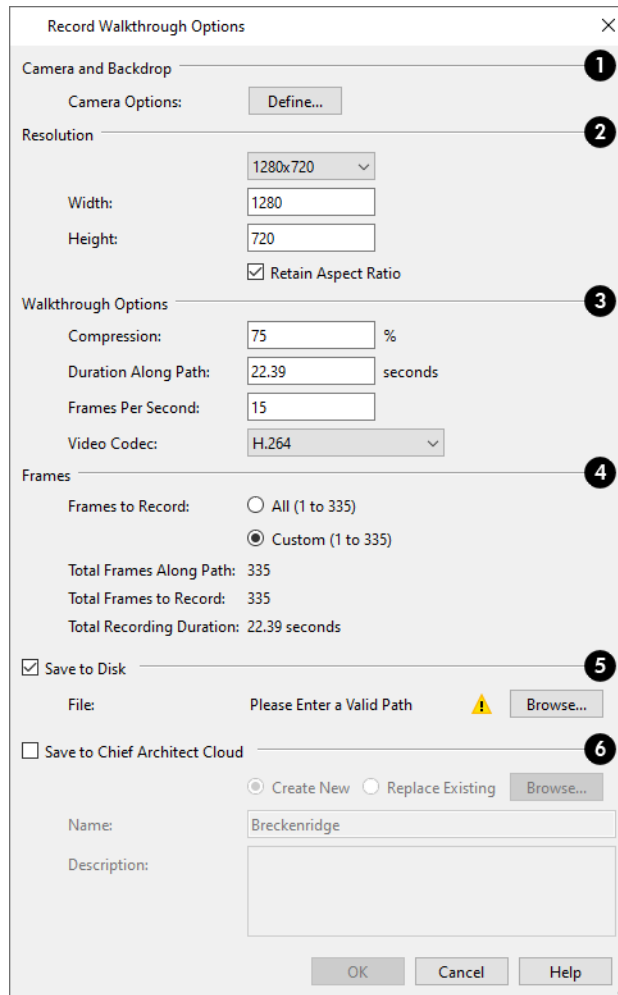 Record Walkthrough Options
Camera and Backdrop 1
Camera Options: Define...
Resolution 2
1280x720
Width: 1280
Height: 720
Retain Aspect Ratio
Walkthrough Options 3
Compression: 75 %
Duration Along Path: 22.39 seconds
Frames Per Second: 15
Video Codec: H.264
Frames 4
Frames to Record: All (1 to 335)
Custom (1 to 335)
Total Frames Along Path: 335
Total Frames to Record: 335
Total Recording Duration: 22.39 seconds
Save to Disk 5
File: Please Enter a Valid Path Browse...
Save to Chief Architect Cloud 6
Create New Replace Existing Browse...
Name: Breckenridge
Description:
OK Cancel Help